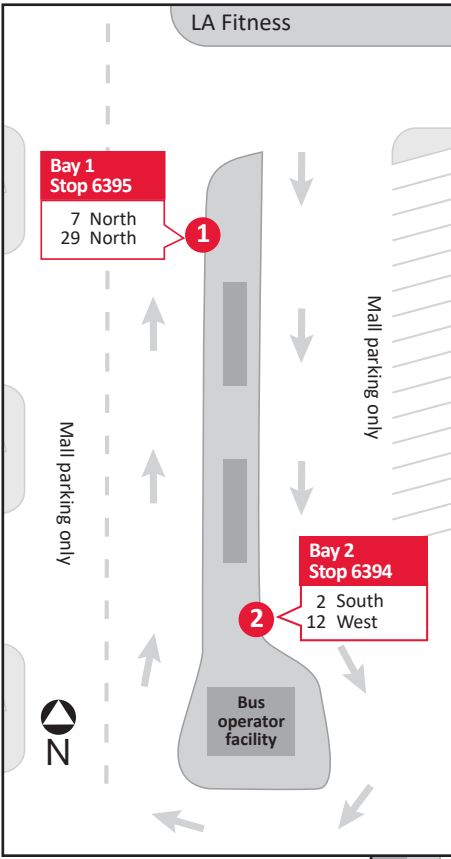 LA Fitness
Bay 1
Stop 6395
7 North
29 North
1
Mall parking only
Mall parking only
Bay 2
Stop 6394
2 South
12 West
2
Bus
operator
facility
N